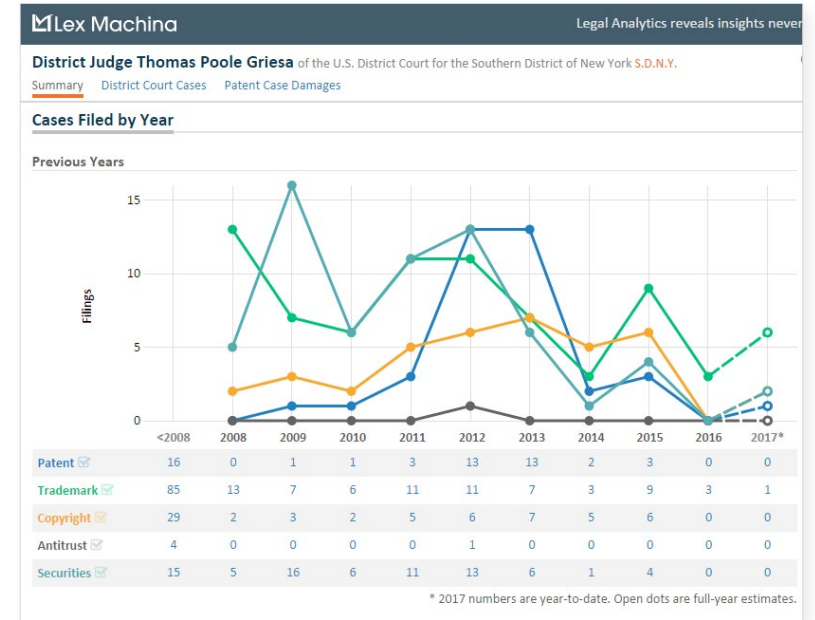 Lex Machina
Legal Analytics reveals insights never
District Judge Thomas Poole Griesa of the U.S. District Court for the Southern District of New York S.D.N.Y.
Summary District Court Cases Patent Case Damages
Cases Filed by Year
Previous Years
15
10
5
0
Filings
<2008 2008 2009 2010 2011 2012 2013 2014 2015 2016 2017*
Patent 16 0 1 1 3 13 13 2 3 0 0
Trademark 85 13 7 6 11 11 7 3 9 3 1
Copyright 29 2 3 2 5 6 7 5 6 0 0
Antitrust 4 0 0 0 0 1 0 0 0 0 0
Securities 15 5 16 6 11 13 6 1 4 0 0
* 2017 numbers are year-to-date. Open dots are full-year estimates.